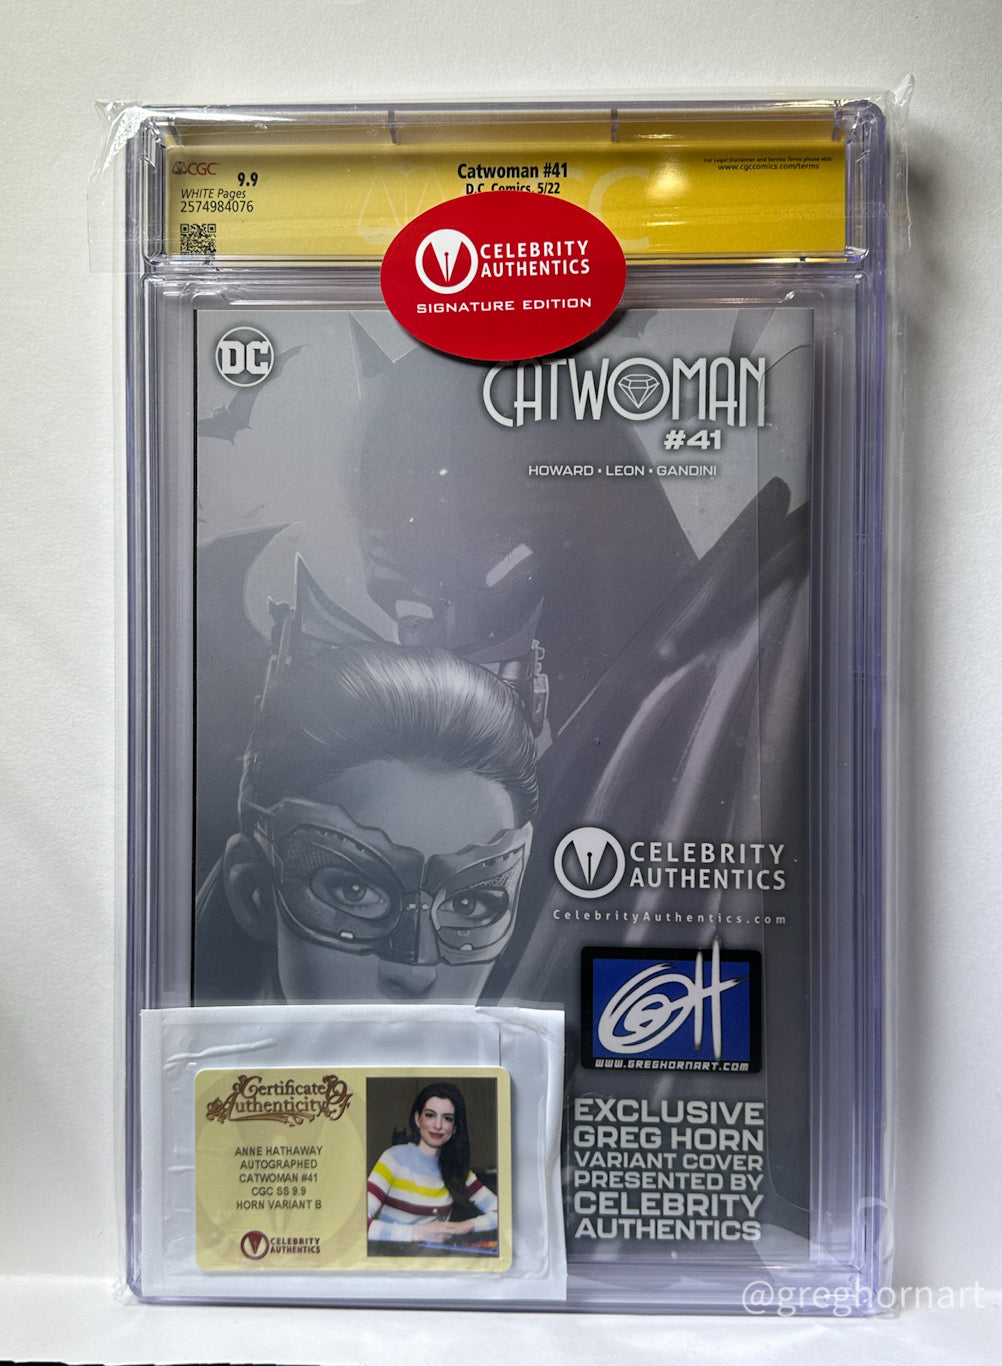 CGC 9.9
WHITE Pages
2574984076
Catwoman #41
D.C. Comics, 5/22
For Legal Disclaimer and Service Terms please visit:
www.cgccomics.com/terms
CELEBRITY
AUTHENTICS
SIGNATURE EDITION
DC
CATWOMAN
#41
HOWARD • LEON • GANDINI
CELEBRITY
AUTHENTICS
CelebrityAuthentics.com
GH
WWW.GREGHORNART.COM
EXCLUSIVE
GREG HORN
VARIANT COVER
PRESENTED BY
CELEBRITY
AUTHENTICS
Certificate Of
Authenticity
ANNE HATHAWAY
AUTOGRAPHED
CATWOMAN #41
CGC SS 9.9
HORN VARIANT B
CELEBRITY
AUTHENTICS
@greghornart